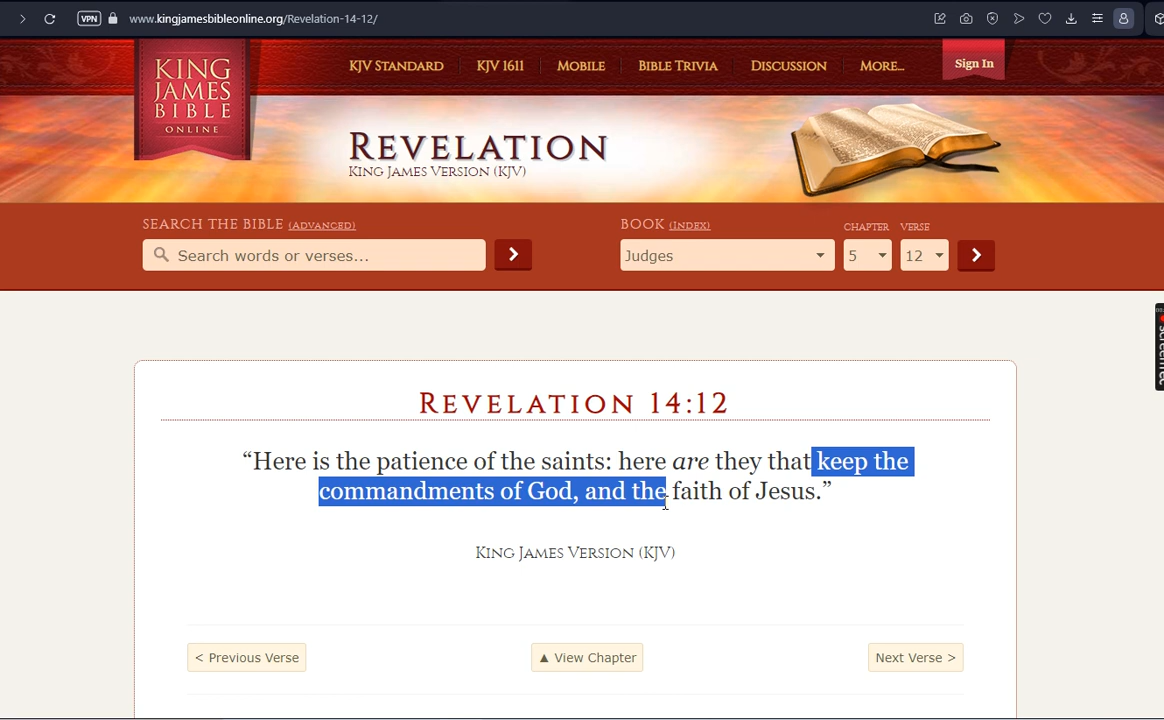 VPN www.kingjamesbibleonline.org/Revelation-14-12/
KING
JAMES
BIBLE
ONLINE
KJV STANDARD KJV 1611 MOBILE BIBLE TRIVIA DISCUSSION MORE... Sign In
REVELATION
KING JAMES VERSION (KJV)
SEARCH THE BIBLE (ADVANCED) BOOK (INDEX) CHAPTER VERSE
Search words or verses... Judges 5 12
REVELATION 14:12
“Here is the patience of the saints: here are they that keep the
commandments of God, and the faith of Jesus.”
KING JAMES VERSION (KJV)
< Previous Verse ▲ View Chapter Next Verse >